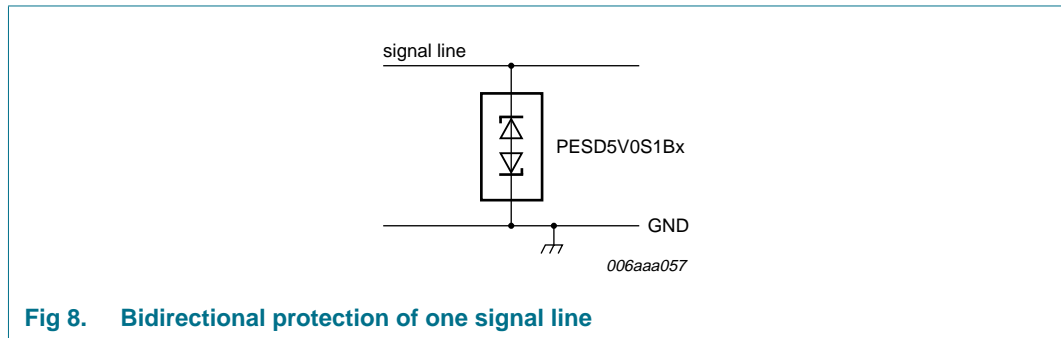 signal line
PESD5V0S1Bx
GND
006aaa057
Fig 8. Bidirectional protection of one signal line